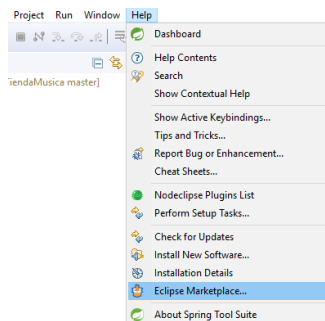 Project Run Window Help
Dashboard
Help Contents
Search
TiendaMusica master]
Show Contextual Help
Show Active Keybindings...
Tips and Tricks...
Report Bug or Enhancement...
Cheat Sheets...
Nodeclipse Plugins List
Perform Setup Tasks...
Check for Updates
Install New Software...
Installation Details
Eclipse Marketplace...
About Spring Tool Suite